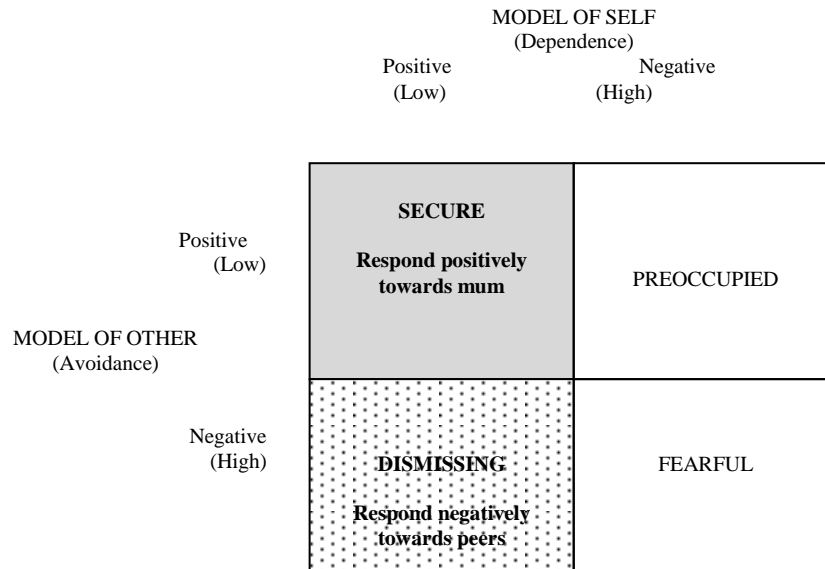 MODEL OF SELF
(Dependence)
Positive Negative
(Low) (High)
SECURE
Respond positively
towards mum
Positive
(Low)
PREOCCUPIED
MODEL OF OTHER
(Avoidance)
Negative
(High)
DISMISSING
Respond negatively
towards peers
FEARFUL